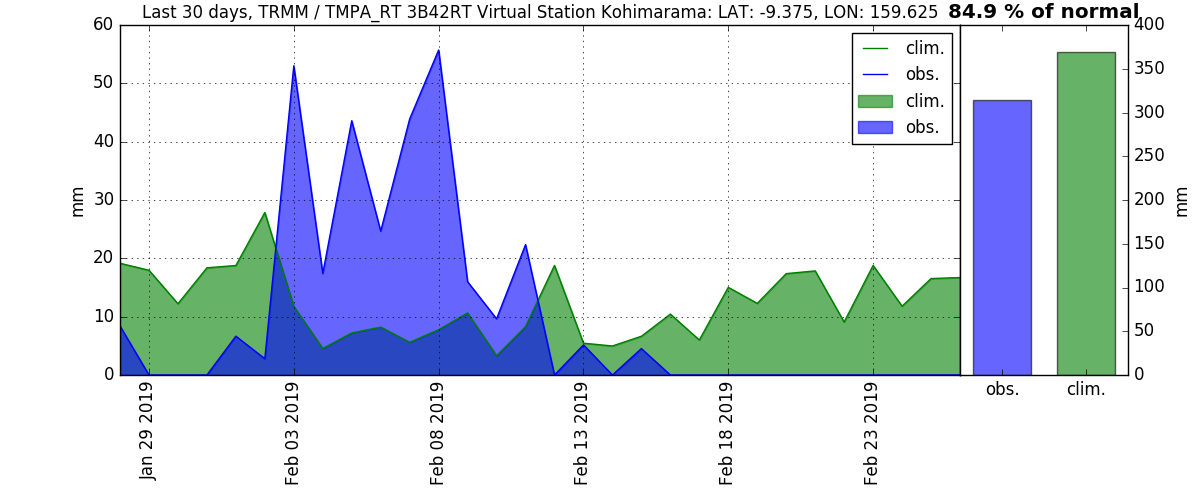 Last 30 days, TRMM / TMPA_RT 3B42RT Virtual Station Kohimarama: LAT: -9.375, LON: 159.625 84.9 % of normal
60
50
40
30
20
10
0
mm
clim.
obs.
clim.
obs.
Jan 29 2019
Feb 03 2019
Feb 08 2019
Feb 13 2019
Feb 18 2019
Feb 23 2019
400
350
300
250
200
150
100
50
0
mm
obs. clim.